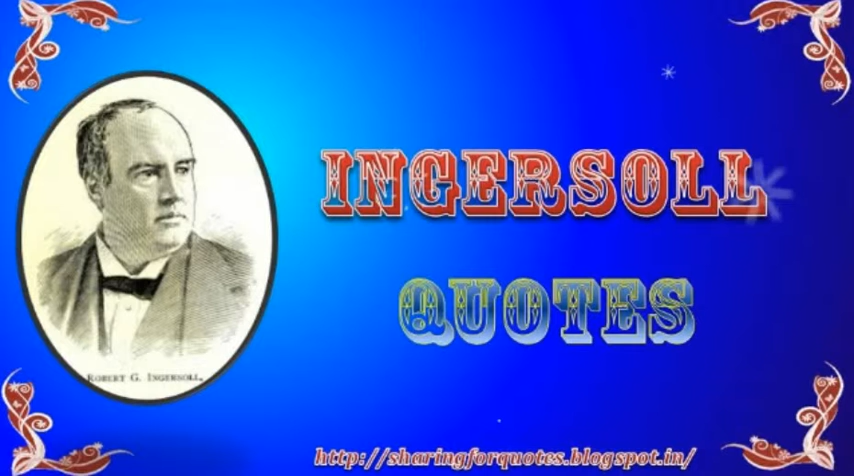 INGERSOLL
QUOTES
ROBERT G. INGERSOLL.
http://sharingforquotes.blogspot.in/